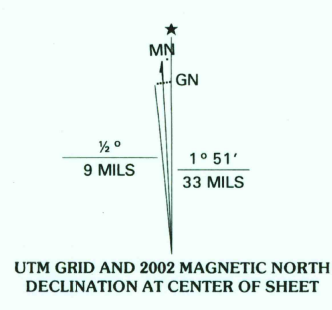 ★
MN
GN
½ °
9 MILS
1° 51′
33 MILS
UTM GRID AND 2002 MAGNETIC NORTH
DECLINATION AT CENTER OF SHEET